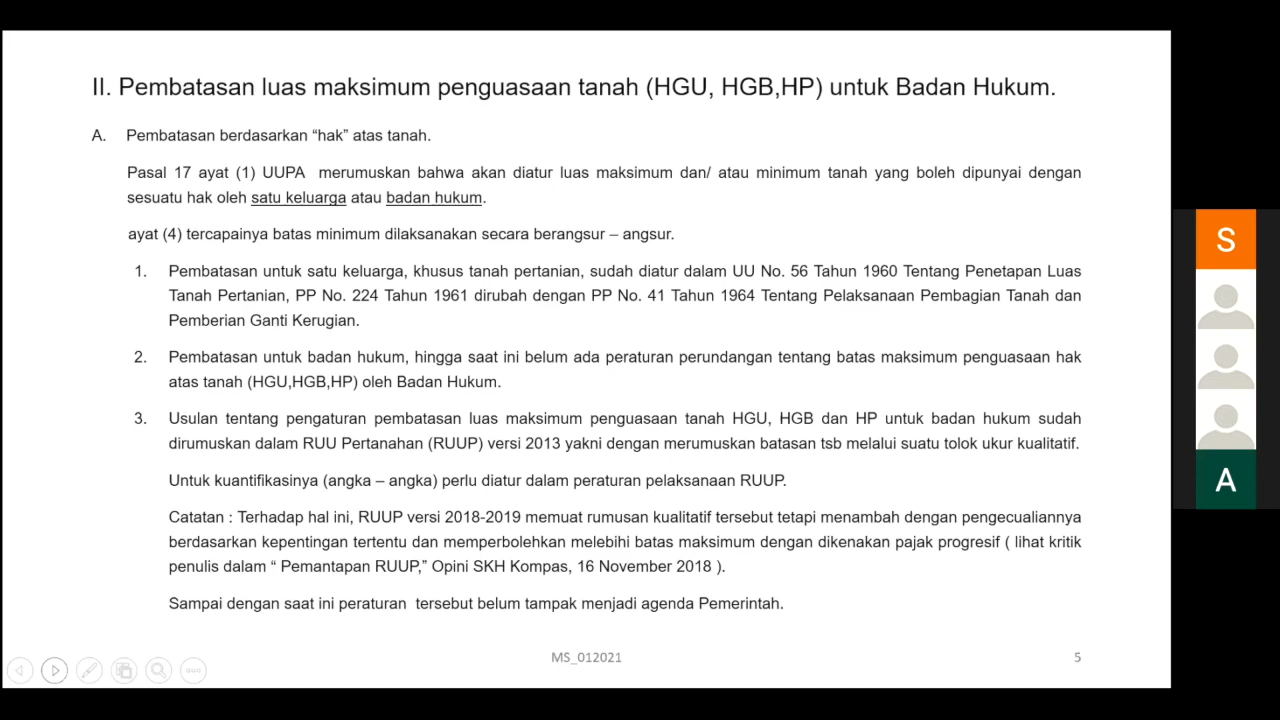 II. Pembatasan luas maksimum penguasaan tanah (HGU, HGB,HP) untuk Badan Hukum.
A. Pembatasan berdasarkan “hak” atas tanah.
Pasal 17 ayat (1) UUPA merumuskan bahwa akan diatur luas maksimum dan/ atau minimum tanah yang boleh dipunyai dengan
sesuatu hak oleh satu keluarga atau badan hukum.
ayat (4) tercapainya batas minimum dilaksanakan secara berangsur – angsur.
1. Pembatasan untuk satu keluarga, khusus tanah pertanian, sudah diatur dalam UU No. 56 Tahun 1960 Tentang Penetapan Luas
Tanah Pertanian, PP No. 224 Tahun 1961 dirubah dengan PP No. 41 Tahun 1964 Tentang Pelaksanaan Pembagian Tanah dan
Pemberian Ganti Kerugian.
2. Pembatasan untuk badan hukum, hingga saat ini belum ada peraturan perundangan tentang batas maksimum penguasaan hak
atas tanah (HGU,HGB,HP) oleh Badan Hukum.
3. Usulan tentang pengaturan pembatasan luas maksimum penguasaan tanah HGU, HGB dan HP untuk badan hukum sudah
dirumuskan dalam RUU Pertanahan (RUUP) versi 2013 yakni dengan merumuskan batasan tsb melalui suatu tolok ukur kualitatif.
Untuk kuantifikasinya (angka – angka) perlu diatur dalam peraturan pelaksanaan RUUP.
Catatan : Terhadap hal ini, RUUP versi 2018-2019 memuat rumusan kualitatif tersebut tetapi menambah dengan pengecualiannya
berdasarkan kepentingan tertentu dan memperbolehkan melebihi batas maksimum dengan dikenakan pajak progresif ( lihat kritik
penulis dalam “ Pemantapan RUUP,” Opini SKH Kompas, 16 November 2018 ).
Sampai dengan saat ini peraturan tersebut belum tampak menjadi agenda Pemerintah.
MS_012021
5
S
A